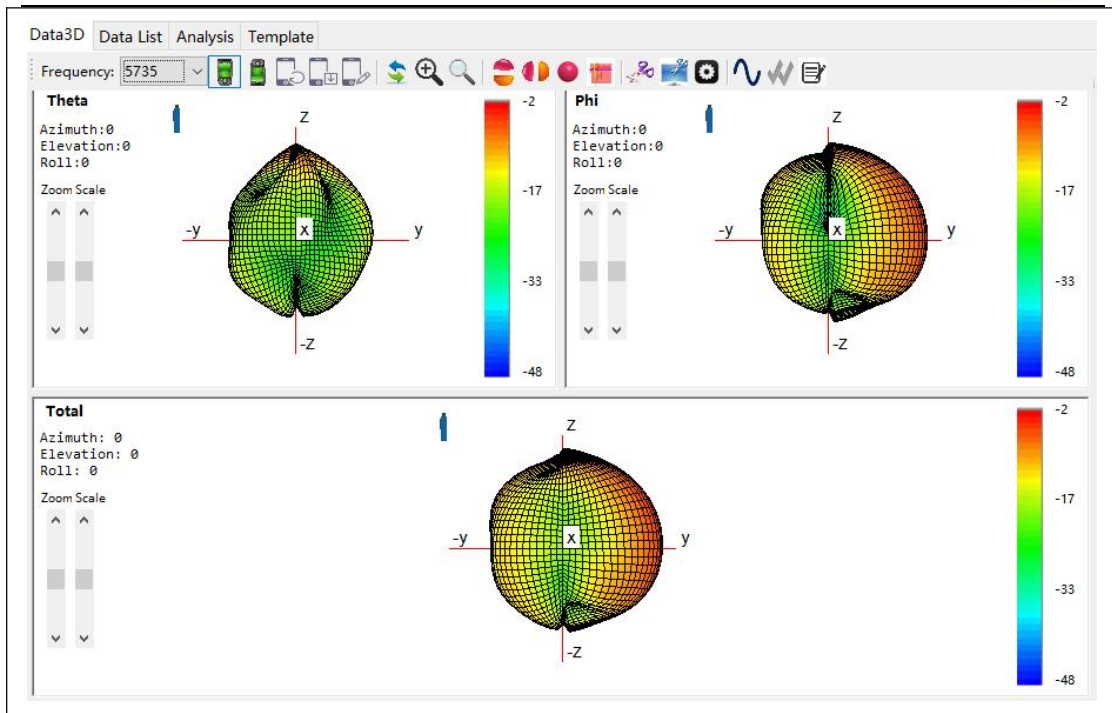 Data3D Data List Analysis Template
Frequency: 5735
Theta
Azimuth:0
Elevation:0
Roll:0
Zoom Scale
Z
-y
X
y
-Z
-2
-17
-33
-48
Phi
Azimuth:0
Elevation:0
Roll:0
Zoom Scale
Z
-y
X
y
-Z
-2
-17
-33
-48
Total
Azimuth: 0
Elevation: 0
Roll: 0
Zoom Scale
Z
-y
X
y
-Z
-2
-17
-33
-48